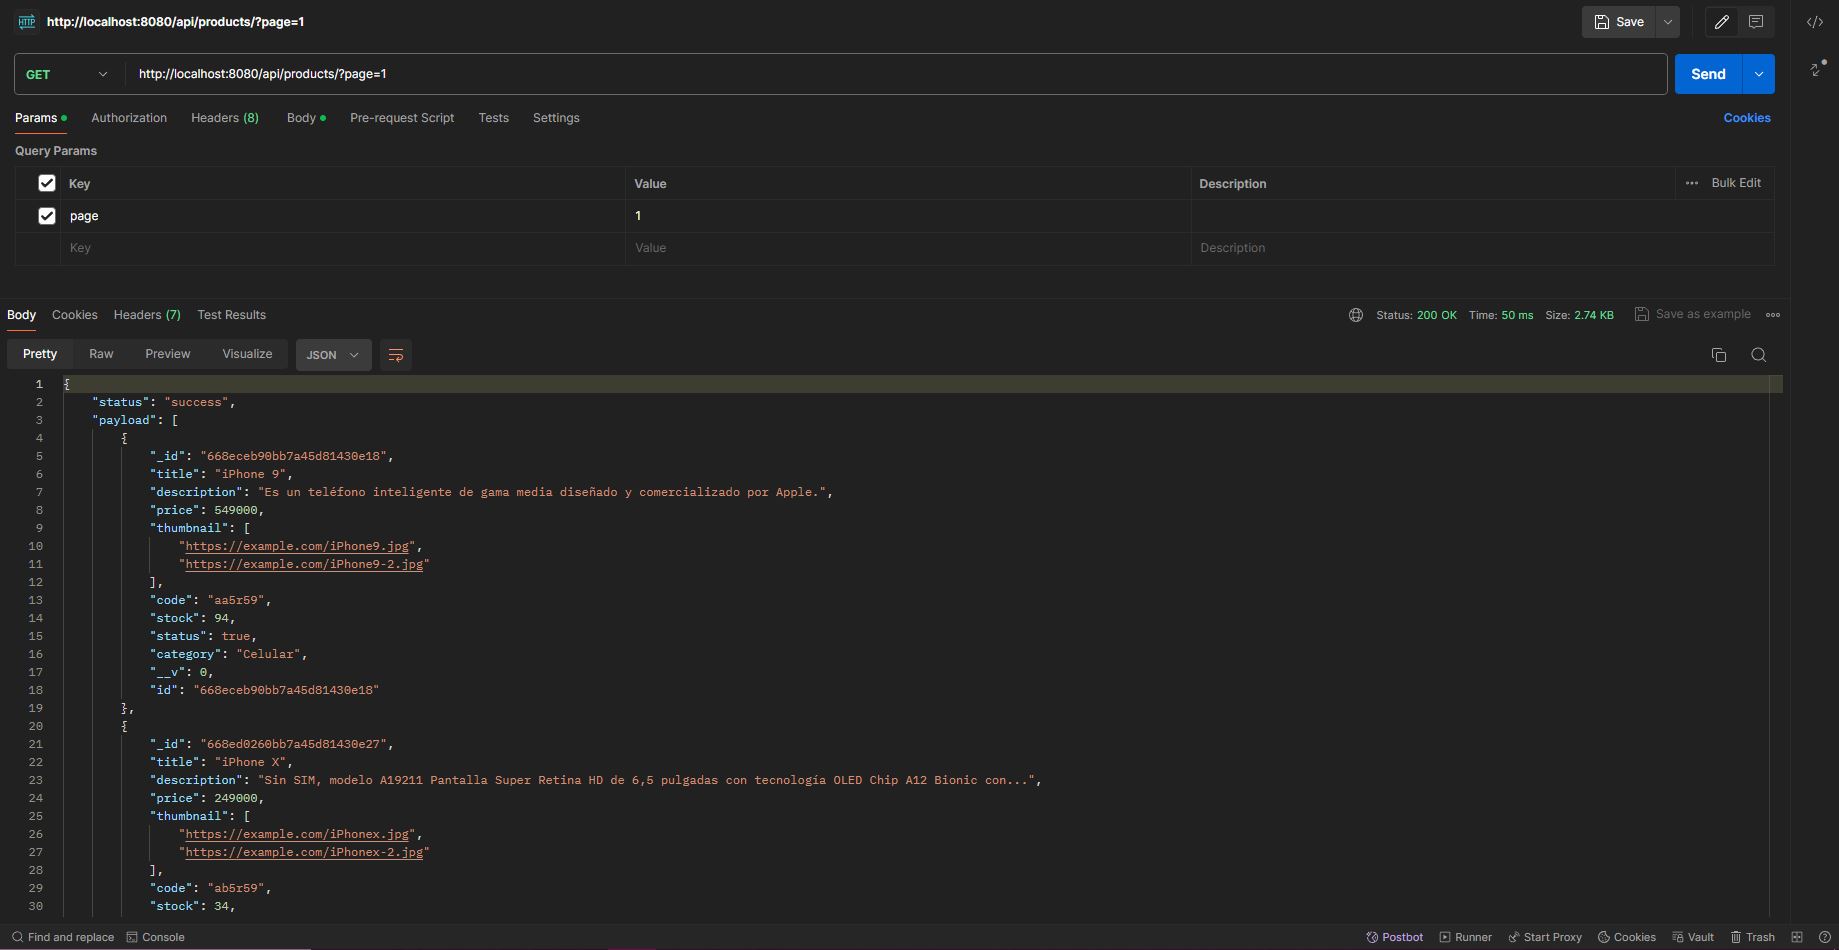 HTTP http://localhost:8080/api/products/?page=1 Save
GET http://localhost:8080/api/products/?page=1 Send
Params Authorization Headers (8) Body Pre-request Script Tests Settings Cookies
Query Params
Key Value Description Bulk Edit
page 1
Key Value Description
Body Cookies Headers (7) Test Results Status: 200 OK Time: 50 ms Size: 2.74 KB Save as example
Pretty Raw Preview Visualize JSON
1 {
2 "status": "success",
3 "payload": [
4 {
5 "_id": "668eceb90bb7a45d81430e18",
6 "title": "iPhone 9",
7 "description": "Es un teléfono inteligente de gama media diseñado y comercializado por Apple.",
8 "price": 549000,
9 "thumbnail": [
10 "https://example.com/iPhone9.jpg",
11 "https://example.com/iPhone9-2.jpg"
12 ],
13 "code": "aa5r59",
14 "stock": 94,
15 "status": true,
16 "category": "Celular",
17 "__v": 0,
18 "id": "668eceb90bb7a45d81430e18"
19 },
20 {
21 "_id": "668ed0260bb7a45d81430e27",
22 "title": "iPhone X",
23 "description": "Sin SIM, modelo A19211 Pantalla Super Retina HD de 6,5 pulgadas con tecnología OLED Chip A12 Bionic con...",
24 "price": 249000,
25 "thumbnail": [
26 "https://example.com/iPhonex.jpg",
27 "https://example.com/iPhonex-2.jpg"
28 ],
29 "code": "ab5r59",
30 "stock": 34,
Find and replace Console Postbot Runner Start Proxy Cookies Vault Trash